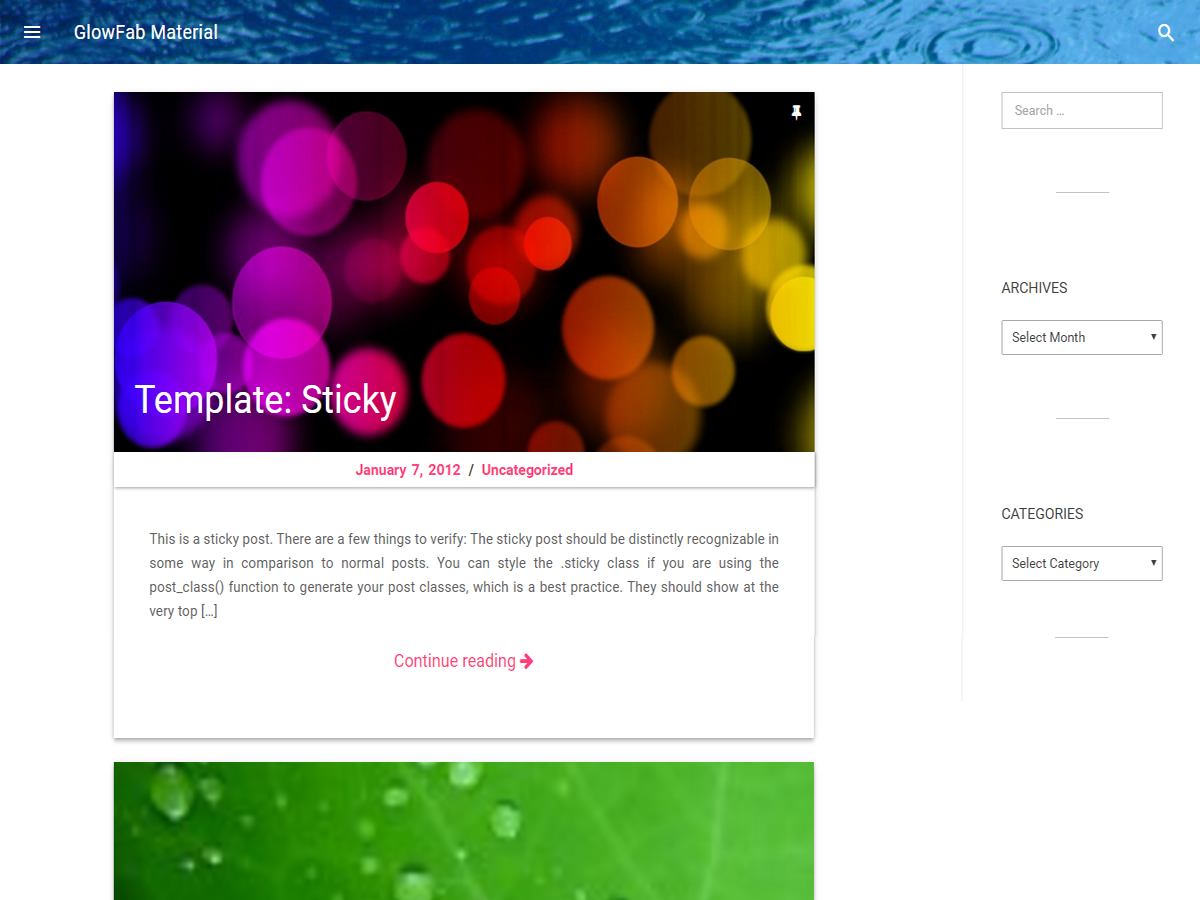 GlowFab Material
Template: Sticky
January 7, 2012 / Uncategorized
This is a sticky post. There are a few things to verify: The sticky post should be distinctly recognizable in
some way in comparison to normal posts. You can style the .sticky class if you are using the
post_class() function to generate your post classes, which is a best practice. They should show at the
very top [...]
Continue reading
Search ...
ARCHIVES
Select Month
CATEGORIES
Select Category